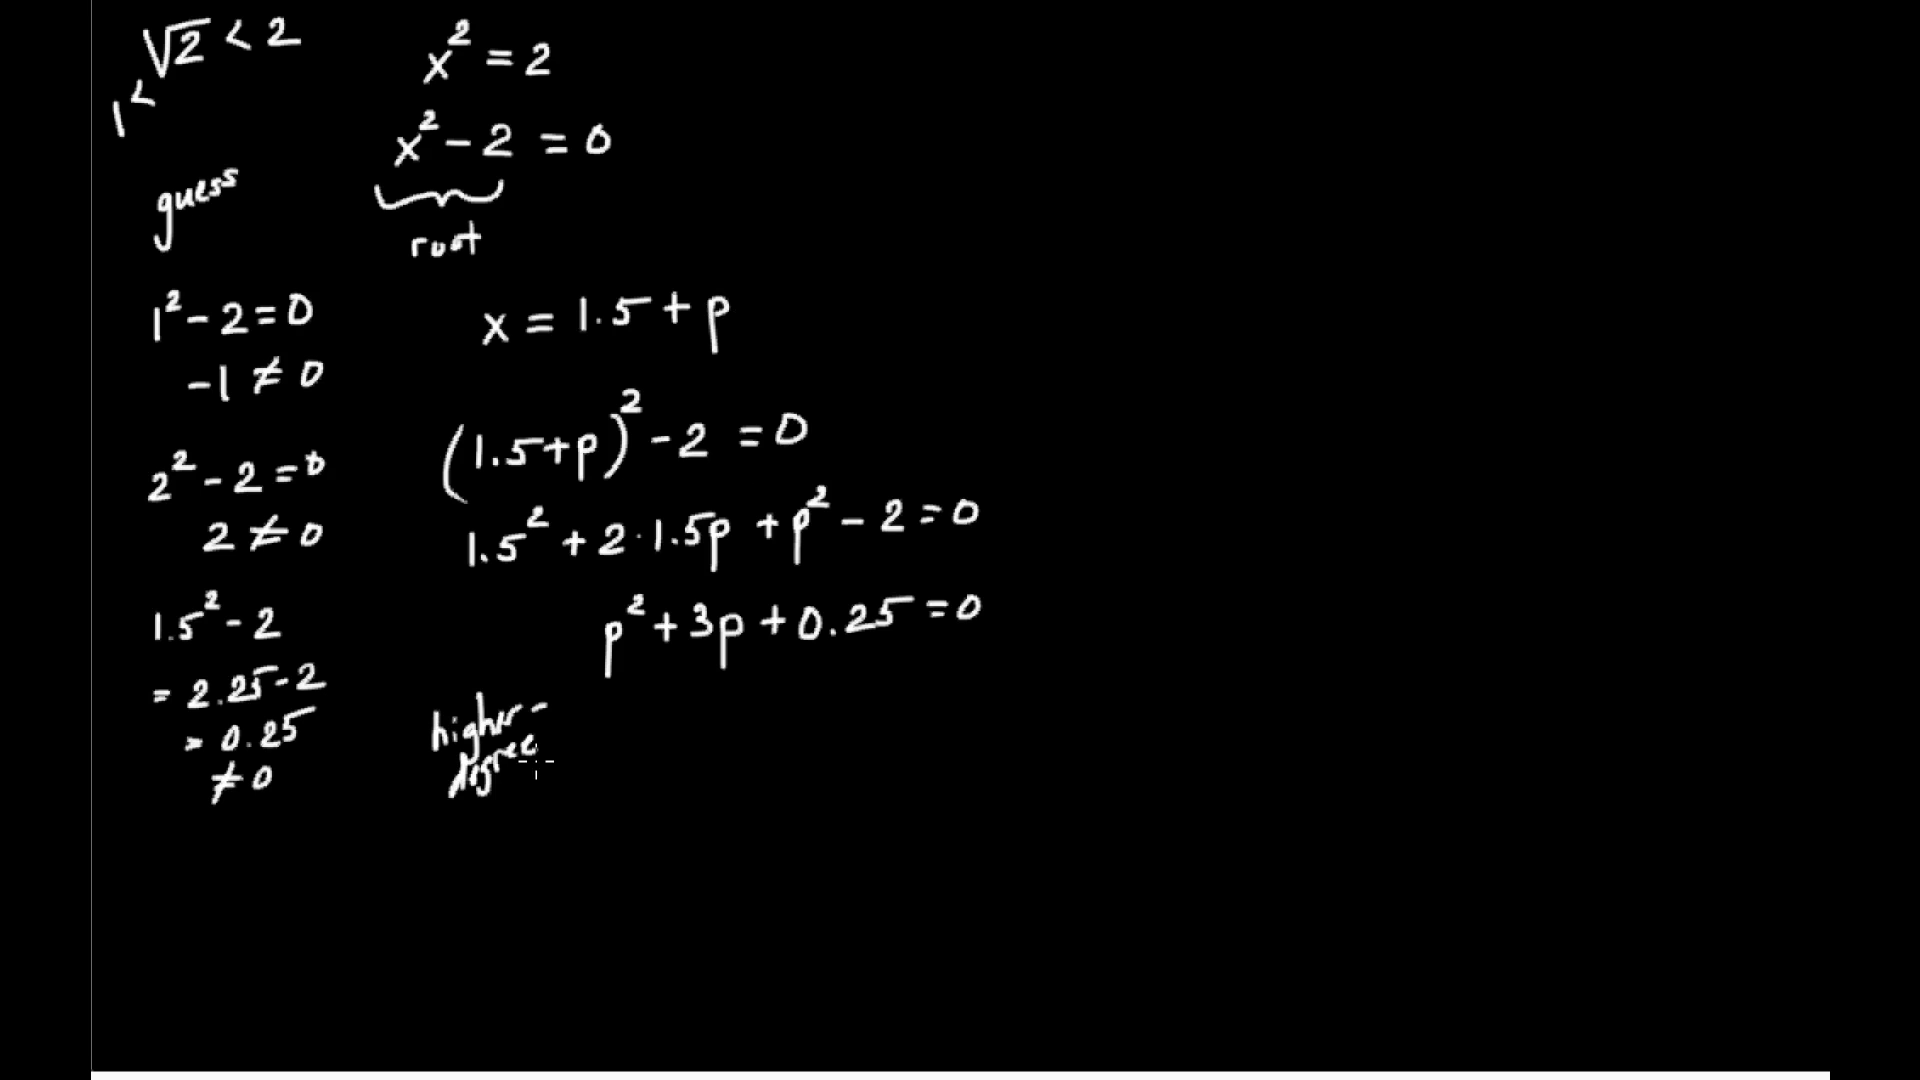 √2 < 2
1 <
guess
1² - 2 = 0
-1 ≠ 0
2² - 2 = 0
2 ≠ 0
1.5² - 2
= 2.25 - 2
= 0.25
≠ 0
x² = 2
x² - 2 = 0
root
x = 1.5 + p
(1.5 + p)² - 2 = 0
1.5² + 2 · 1.5p + p² - 2 = 0
p² + 3p + 0.25 = 0
higher -
degree